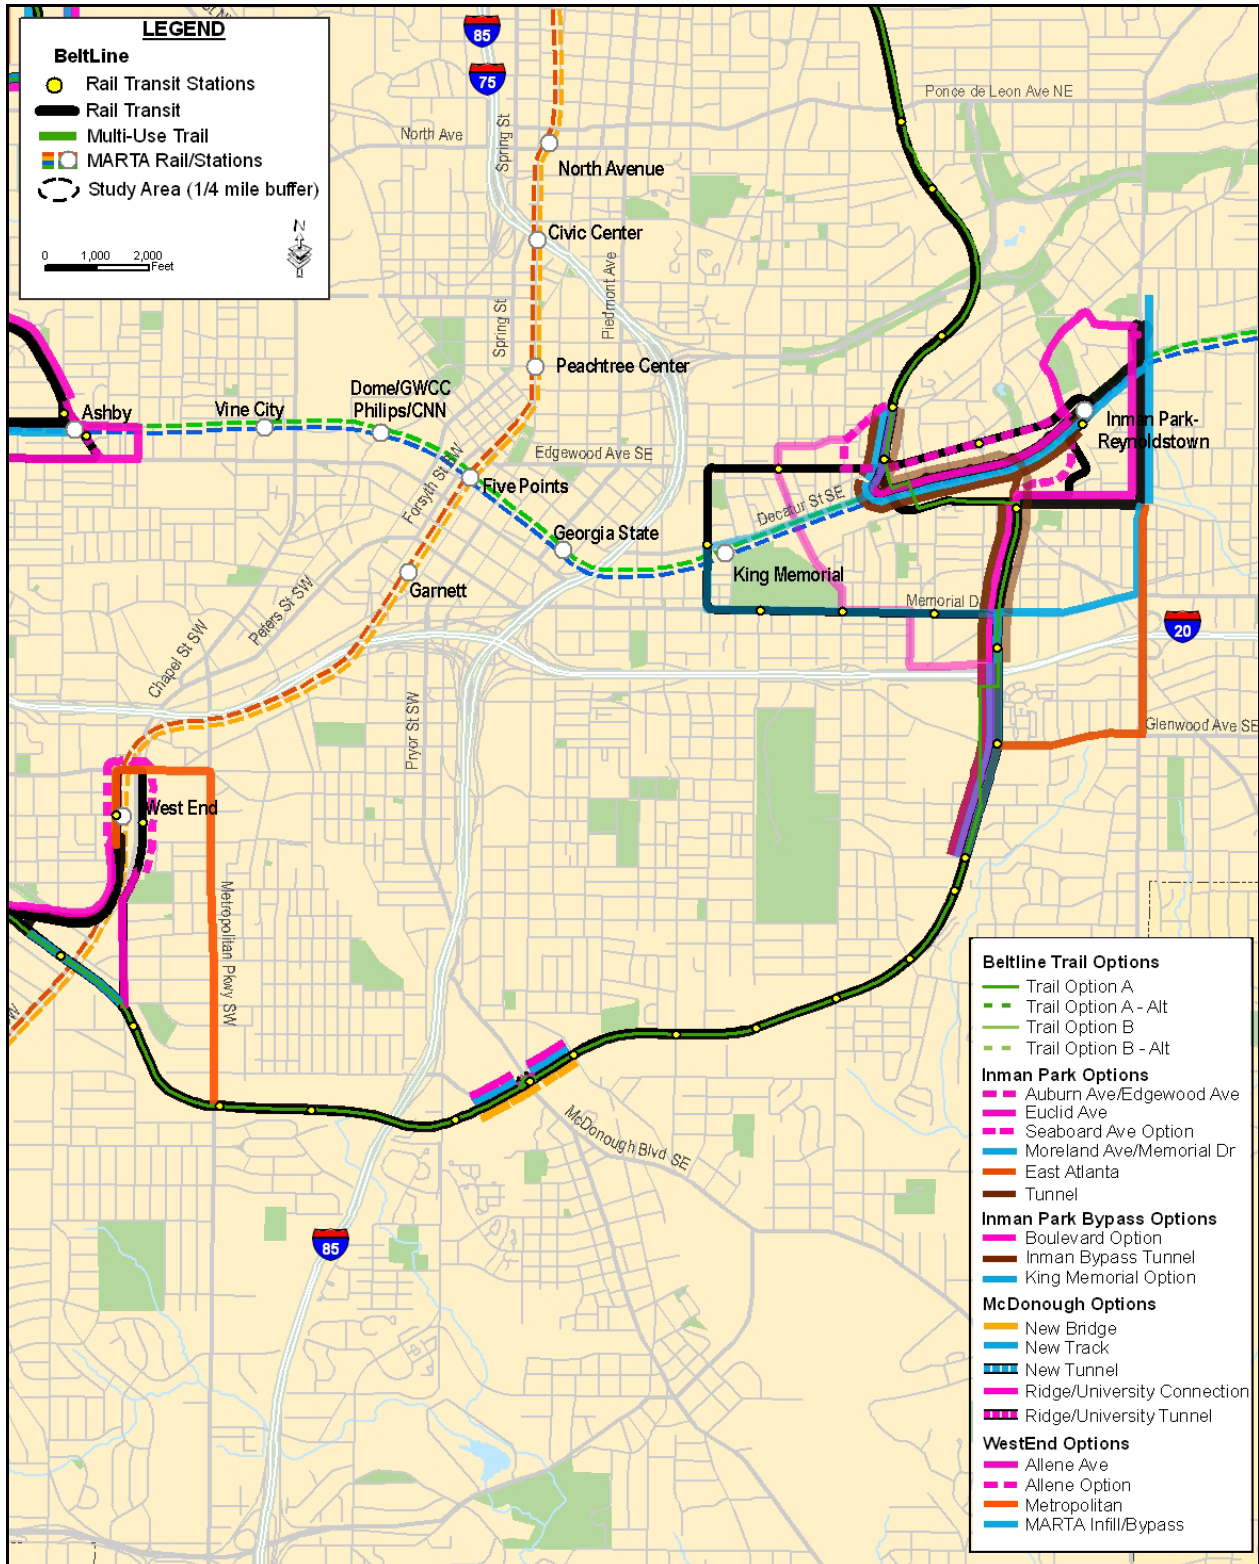 LEGEND
BeltLine
Rail Transit Stations
Rail Transit
Multi-Use Trail
MARTA Rail/Stations
Study Area (1/4 mile buffer)
N
0 1,000 2,000
Feet
85
75
Ponce de Leon Ave NE
North Ave
Spring St
North Avenue
Civic Center
Piedmont Ave
Spring St
Peachtree Center
Dome/GWCC
Philips/CNN
Vine City
Ashby
Inman Park-
Reynoldstown
Edgewood Ave SE
Forsyth St SW
Five Points
Decatur St SE
Georgia State
King Memorial
Garnett
Peters St SW
Memorial D
20
Chapel St SW
Pryor St SW
Glenwood Ave SE
West End
Metropolitan Pkwy SW
McDonough Blvd SE
85
Beltline Trail Options
Trail Option A
Trail Option A - Alt
Trail Option B
Trail Option B - Alt
Inman Park Options
Auburn Ave/Edgewood Ave
Euclid Ave
Seaboard Ave Option
Moreland Ave/Memorial Dr
East Atlanta
Tunnel
Inman Park Bypass Options
Boulevard Option
Inman Bypass Tunnel
King Memorial Option
McDonough Options
New Bridge
New Track
New Tunnel
Ridge/University Connection
Ridge/University Tunnel
WestEnd Options
Allene Ave
Allene Option
Metropolitan
MARTA Infill/Bypass